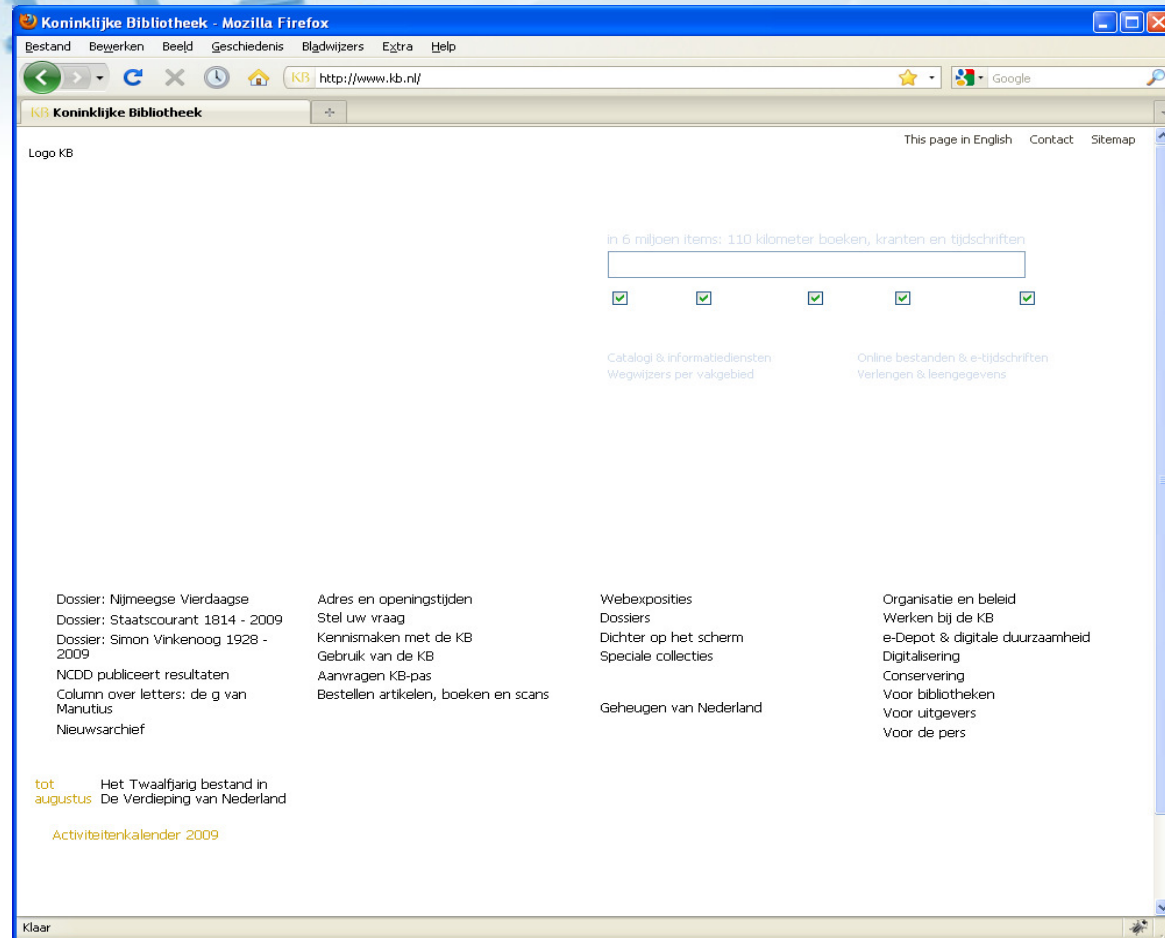 Koninklijke Bibliotheek - Mozilla Firefox
Bestand Bewerken Beeld Geschiedenis Bladwijzers Extra Help
KB http://www.kb.nl/ Google
KB Koninklijke Bibliotheek
This page in English Contact Sitemap
Logo KB
in 6 miljoen items: 110 kilometer boeken, kranten en tijdschriften
Catalogi & informatiediensten
Wegwijzers per vakgebied
Online bestanden & e-tijdschriften
Verlengen & leengegevens
Dossier: Nijmeegse Vierdaagse
Dossier: Staatscourant 1814 - 2009
Dossier: Simon Vinkenoog 1928 -
2009
NCDD publiceert resultaten
Column over letters: de g van
Manutius
Nieuwsarchief
Adres en openingstijden
Stel uw vraag
Kennismaken met de KB
Gebruik van de KB
Aanvragen KB-pas
Bestellen artikelen, boeken en scans
Webexposities
Dossiers
Dichter op het scherm
Speciale collecties
Geheugen van Nederland
Organisatie en beleid
Werken bij de KB
e-Depot & digitale duurzaamheid
Digitalisering
Conservering
Voor bibliotheken
Voor uitgevers
Voor de pers
tot
augustus
Het Twaalfjarig bestand in
De Verdieping van Nederland
Activiteitenkalender 2009
Klaar